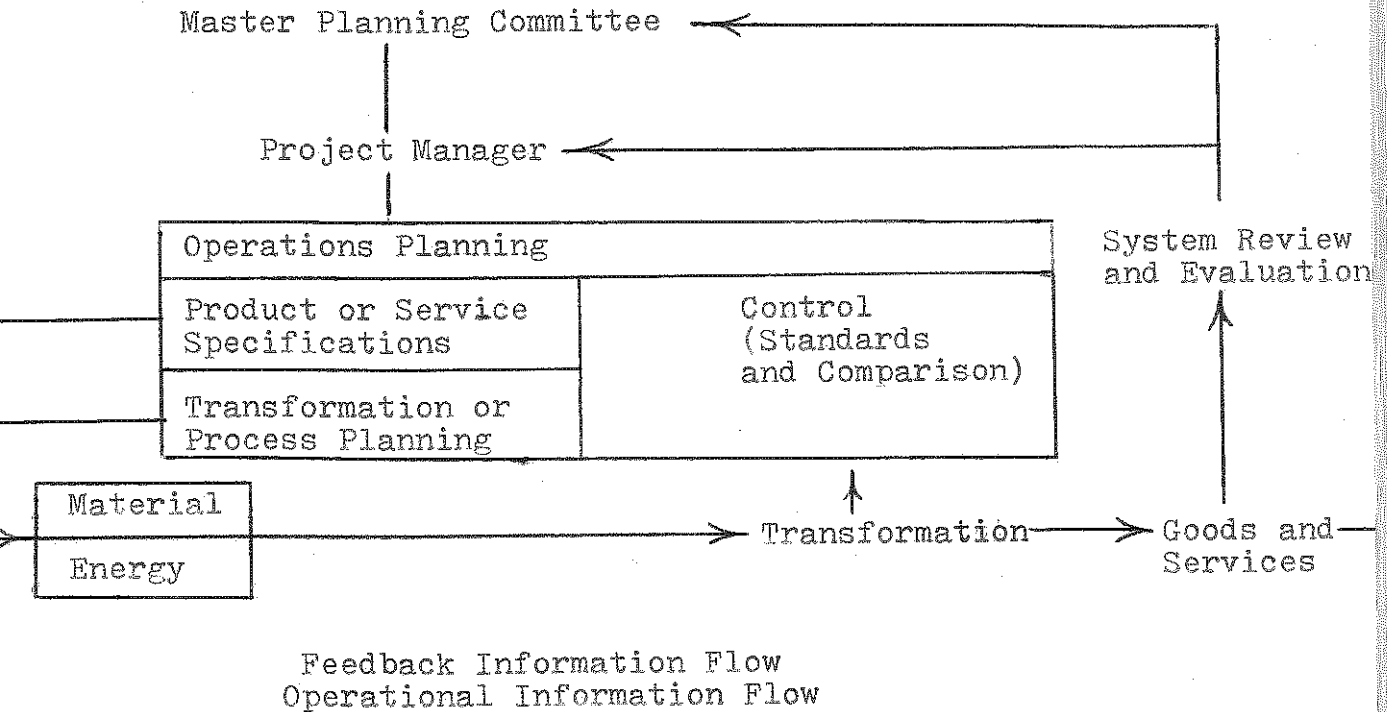 Master Planning Committee
Project Manager
Operations Planning
Product or Service
Specifications
Control
(Standards
and Comparison)
System Review
and Evaluation
Transformation or
Process Planning
Material
Energy
Transformation
Goods and
Services
Feedback Information Flow
Operational Information Flow